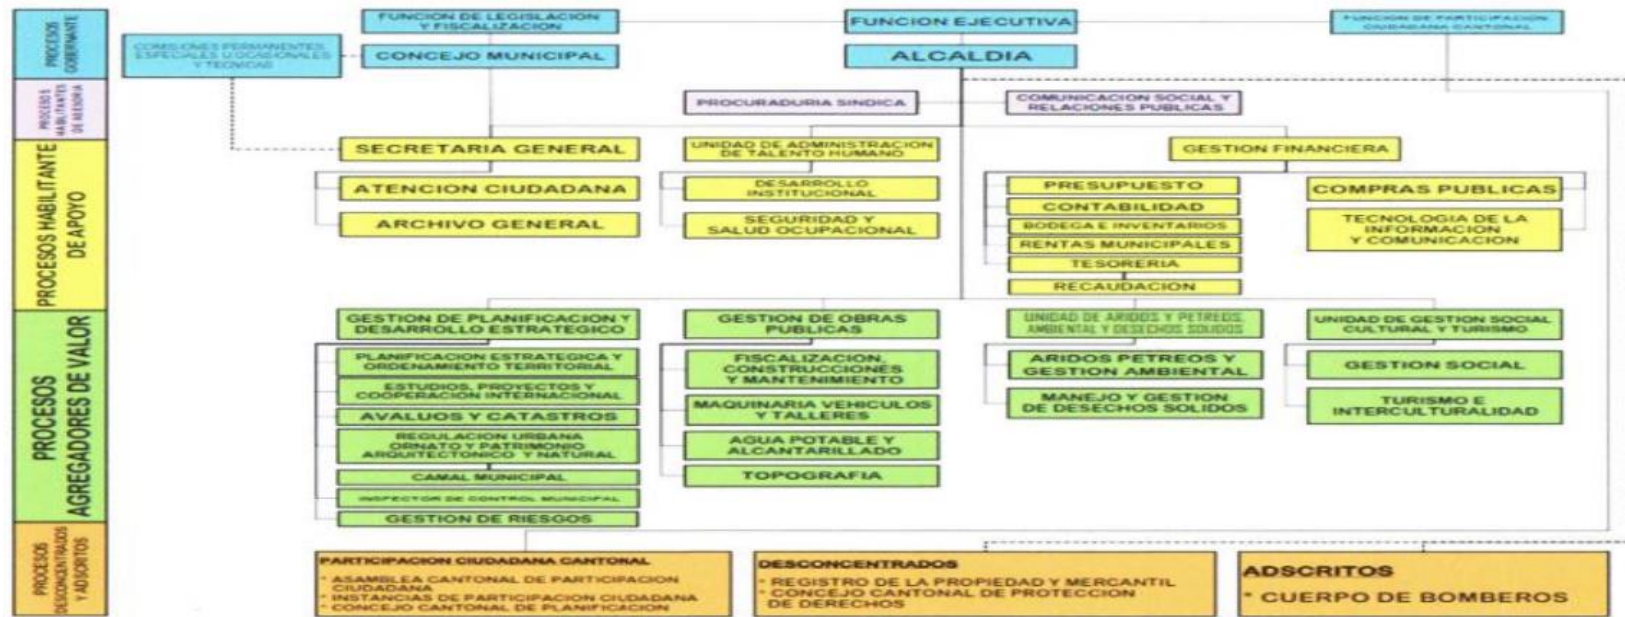 PROCESOS
GOBERNANTE
FUNCION DE LEGISLACION
Y FISCALIZACION
FUNCION EJECUTIVA
FUNCION DE PARTICIPACION
CIUDADANA CANTONAL
COMISIONES PERMANENTES,
ESPECIALES U OCASIONALES
Y TECNICAS
CONCEJO MUNICIPAL
ALCALDIA
PROCESOS
HABILITANTES
DE ASESORIA
PROCURADURIA SINDICA
COMUNICACION SOCIAL Y
RELACIONES PUBLICAS
PROCESOS HABILITANTE
DE APOYO
SECRETARIA GENERAL
ATENCION CIUDADANA
ARCHIVO GENERAL
UNIDAD DE ADMINISTRACION
DE TALENTO HUMANO
DESARROLLO
INSTITUCIONAL
SEGURIDAD Y
SALUD OCUPACIONAL
GESTION FINANCIERA
PRESUPUESTO
CONTABILIDAD
BODEGA E INVENTARIOS
RENTAS MUNICIPALES
TESORERIA
RECAUDACION
COMPRAS PUBLICAS
TECNOLOGIA DE LA
INFORMACION
Y COMUNICACION
PROCESOS
AGREGADORES DE VALOR
GESTION DE PLANIFICACION Y
DESARROLLO ESTRATEGICO
PLANIFICACION ESTRATEGICA Y
ORDENAMIENTO TERRITORIAL
ESTUDIOS, PROYECTOS Y
COOPERACION INTERNACIONAL
AVALUOS Y CATASTROS
REGULACION URBANA
ORNATO Y PATRIMONIO
ARQUITECTONICO Y NATURAL
CAMAL MUNICIPAL
INSPECTOR DE CONTROL MUNICIPAL
GESTION DE RIESGOS
GESTION DE OBRAS
PUBLICAS
FISCALIZACION,
CONSTRUCCIONES
Y MANTENIMIENTO
MAQUINARIA VEHICULOS
Y TALLERES
AGUA POTABLE Y
ALCANTARILLADO
TOPOGRAFIA
UNIDAD DE ARIDOS Y PETREOS,
AMBIENTAL Y DESECHOS SOLIDOS
ARIDOS PETREOS Y
GESTION AMBIENTAL
MANEJO Y GESTION
DE DESECHOS SOLIDOS
UNIDAD DE GESTION SOCIAL
CULTURAL Y TURISMO
GESTION SOCIAL
TURISMO E
INTERCULTURALIDAD
PROCESOS
DESCONCENTRADOS
Y ADSCRITOS
PARTICIPACION CIUDADANA CANTONAL
* ASAMBLEA CANTONAL DE PARTICIPACION
CIUDADANA
* INSTANCIAS DE PARTICIPACION CIUDADANA
* CONCEJO CANTONAL DE PLANIFICACION
DESCONCENTRADOS
* REGISTRO DE LA PROPIEDAD Y MERCANTIL
* CONCEJO CANTONAL DE PROTECCION
DE DERECHOS
ADSCRITOS
* CUERPO DE BOMBEROS